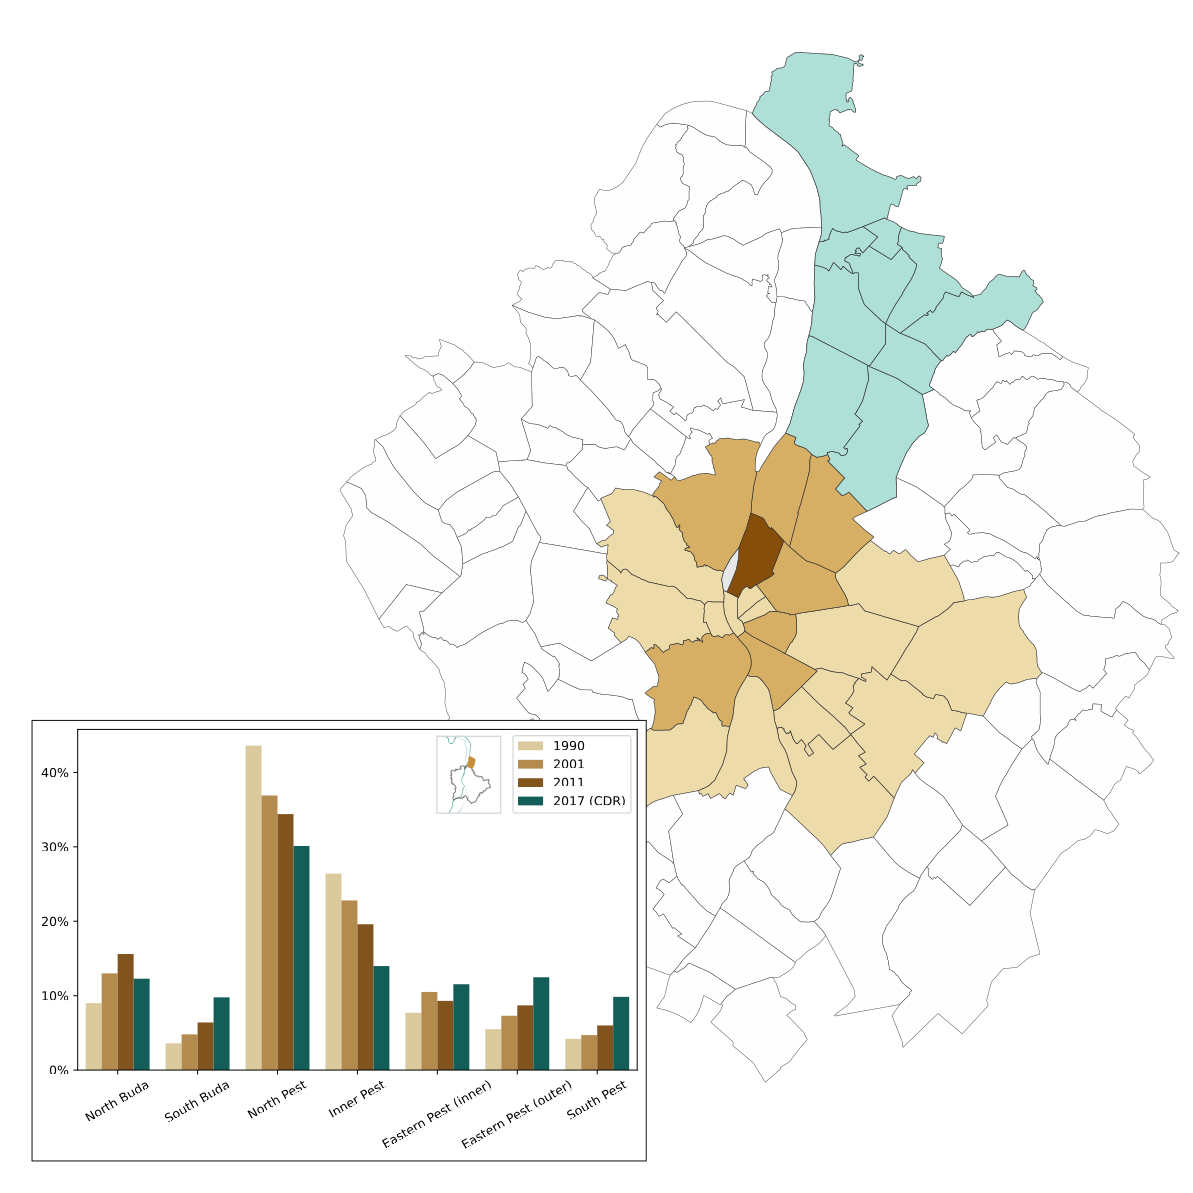 1990
2001
2011
2017 (CDR)
40%
30%
20%
10%
0%
North Buda
South Buda
North Pest
Inner Pest
Eastern Pest (inner)
Eastern Pest (outer)
South Pest